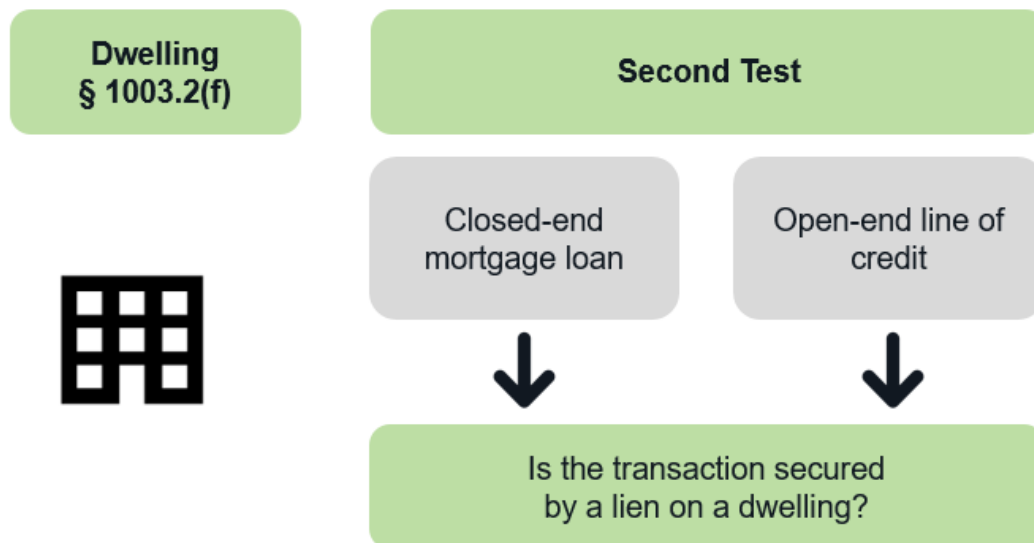 Dwelling
§ 1003.2(f)
Second Test
Closed-end
mortgage loan
Open-end line of
credit
Is the transaction secured
by a lien on a dwelling?